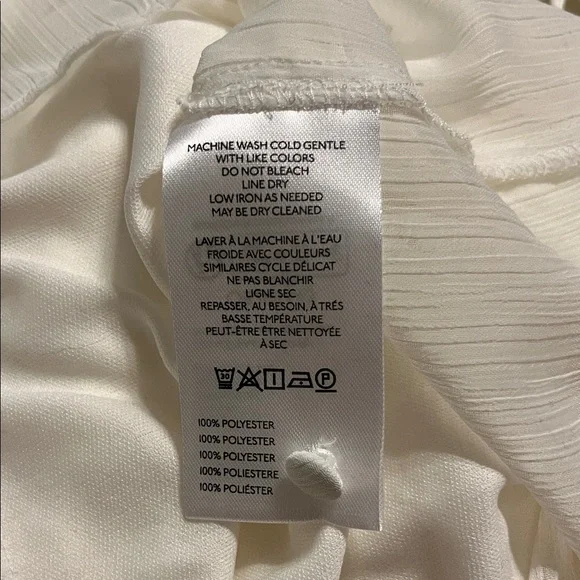 MACHINE WASH COLD GENTLE
WITH LIKE COLORS
DO NOT BLEACH
LINE DRY
LOW IRON AS NEEDED
MAY BE DRY CLEANED
LAVER À LA MACHINE À L'EAU
FROIDE AVEC COULEURS
SIMILAIRES CYCLE DÉLICAT
NE PAS BLANCHIR
LIGNE SEC
REPASSER, AU BESOIN, À TRÉS
BASSE TEMPÉRATURE
PEUT-ÊTRE ÊTRE NETTOYÉE
À SEC
30 P
100% POLYESTER
100% POLYESTER
100% POLYESTER
100% POLIESTERE
100% POLIÉSTER